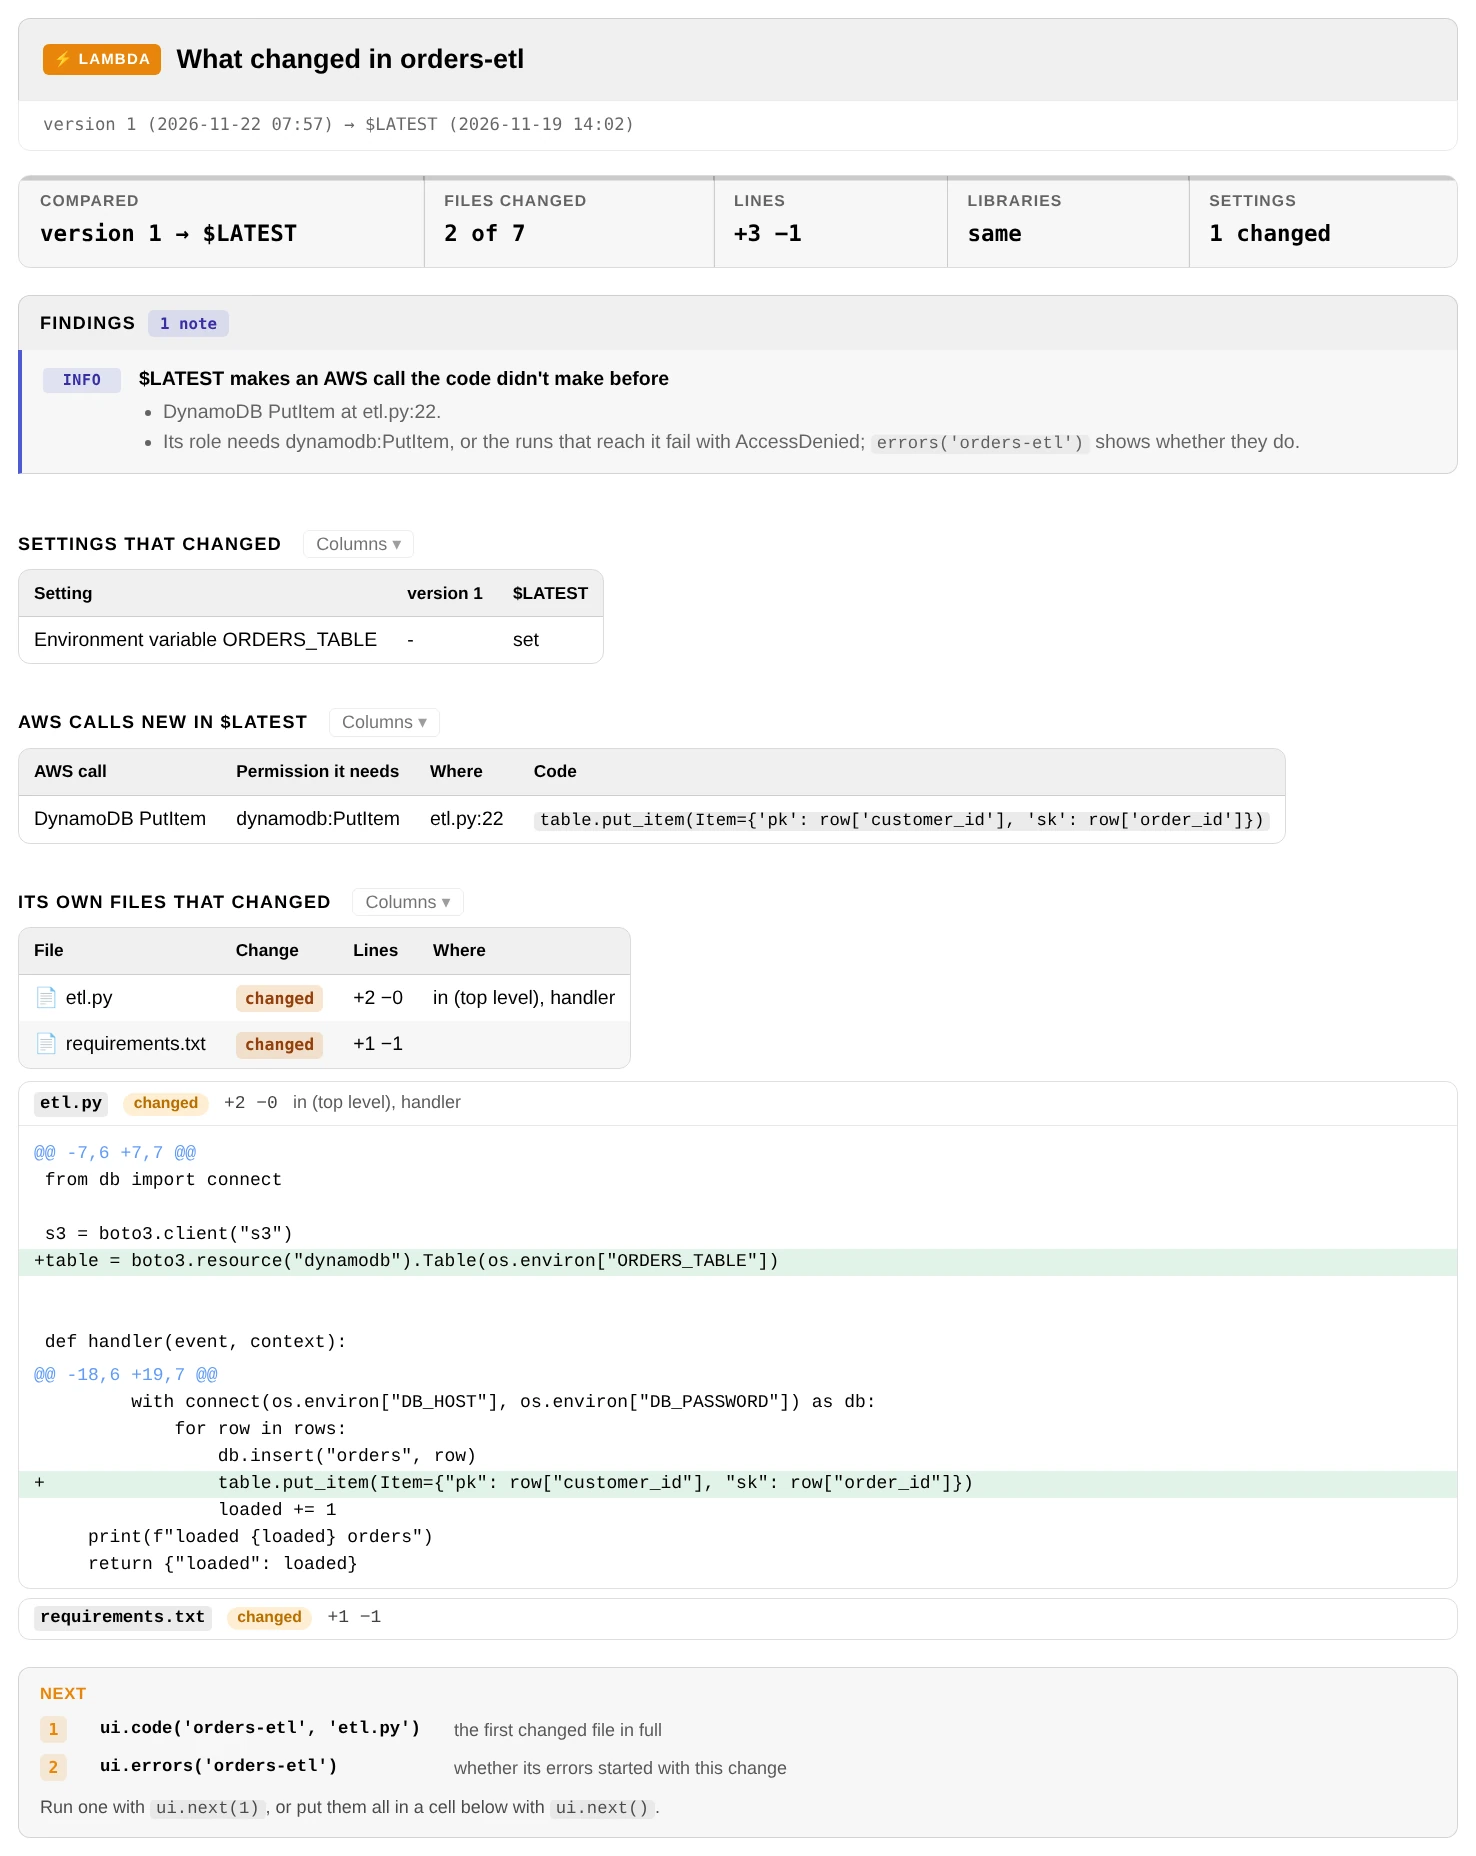 ⚡ LAMBDA What changed in orders-etl
version 1 (2026-11-22 07:57) → $LATEST (2026-11-19 14:02)
COMPARED
version 1 → $LATEST
FILES CHANGED
2 of 7
LINES
+3 −1
LIBRARIES
same
SETTINGS
1 changed
FINDINGS 1 note
INFO $LATEST makes an AWS call the code didn't make before
• DynamoDB PutItem at etl.py:22.
• Its role needs dynamodb:PutItem, or the runs that reach it fail with AccessDenied; errors('orders-etl') shows whether they do.
SETTINGS THAT CHANGED Columns ▾
Setting version 1 $LATEST
Environment variable ORDERS_TABLE - set
AWS CALLS NEW IN $LATEST Columns ▾
AWS call Permission it needs Where Code
DynamoDB PutItem dynamodb:PutItem etl.py:22 table.put_item(Item={'pk': row['customer_id'], 'sk': row['order_id']})
ITS OWN FILES THAT CHANGED Columns ▾
File Change Lines Where
📄 etl.py changed +2 −0 in (top level), handler
📄 requirements.txt changed +1 −1
etl.py changed +2 −0 in (top level), handler
@@ -7,6 +7,7 @@
 from db import connect
 s3 = boto3.client("s3")
+table = boto3.resource("dynamodb").Table(os.environ["ORDERS_TABLE"])
 def handler(event, context):
@@ -18,6 +19,7 @@
         with connect(os.environ["DB_HOST"], os.environ["DB_PASSWORD"]) as db:
             for row in rows:
                 db.insert("orders", row)
+                table.put_item(Item={"pk": row["customer_id"], "sk": row["order_id"]})
                 loaded += 1
     print(f"loaded {loaded} orders")
     return {"loaded": loaded}
requirements.txt changed +1 −1
NEXT
1 ui.code('orders-etl', 'etl.py') the first changed file in full
2 ui.errors('orders-etl') whether its errors started with this change
Run one with ui.next(1), or put them all in a cell below with ui.next().